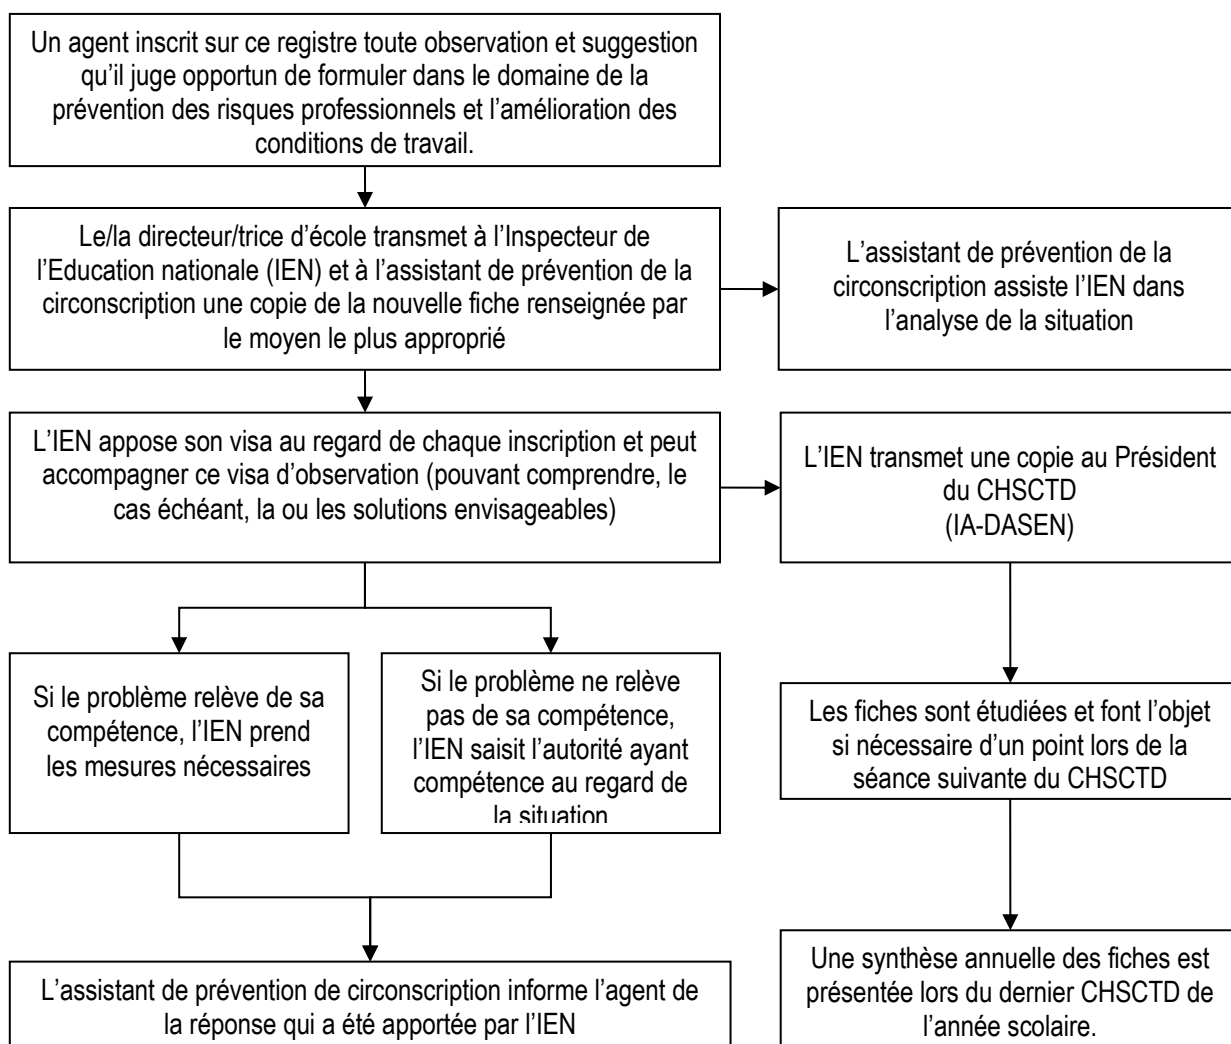 Un agent inscrit sur ce registre toute observation et suggestion
qu’il juge opportun de formuler dans le domaine de la
prévention des risques professionnels et l’amélioration des
conditions de travail.
Le/la directeur/trice d’école transmet à l’Inspecteur de
l’Education nationale (IEN) et à l’assistant de prévention de la
circonscription une copie de la nouvelle fiche renseignée par
le moyen le plus approprié
L’assistant de prévention de la
circonscription assiste l’IEN dans
l’analyse de la situation
L’IEN appose son visa au regard de chaque inscription et peut
accompagner ce visa d’observation (pouvant comprendre, le
cas échéant, la ou les solutions envisageables)
L’IEN transmet une copie au Président
du CHSCTD
(IA-DASEN)
Si le problème relève de sa
compétence, l’IEN prend
les mesures nécessaires
Si le problème ne relève
pas de sa compétence,
l’IEN saisit l’autorité ayant
compétence au regard de
la situation
Les fiches sont étudiées et font l’objet
si nécessaire d’un point lors de la
séance suivante du CHSCTD
L’assistant de prévention de circonscription informe l’agent de
la réponse qui a été apportée par l’IEN
Une synthèse annuelle des fiches est
présentée lors du dernier CHSCTD de
l’année scolaire.